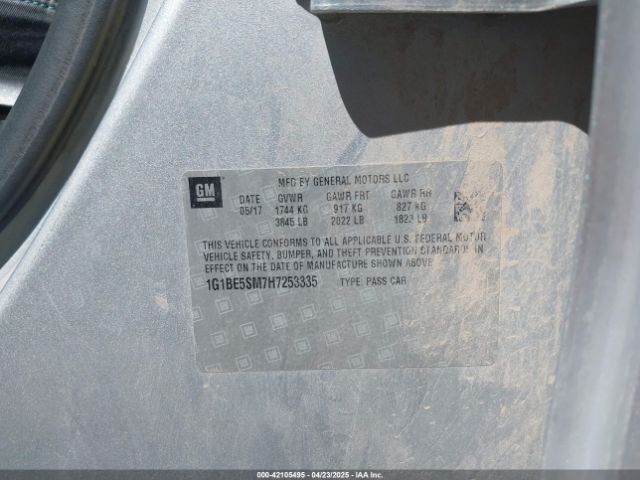 GM
MFG BY GENERAL MOTORS LLC
DATE GVWR GAWR FRT GAWR RR
05/17 1744 KG 917 KG 827 KG
3845 LB 2022 LB 1823 LB
THIS VEHICLE CONFORMS TO ALL APPLICABLE U.S. FEDERAL MOTOR
VEHICLE SAFETY, BUMPER, AND THEFT PREVENTION STANDARDS IN
EFFECT ON THE DATE OF MANUFACTURE SHOWN ABOVE.
1G1BE5SM7H7253335 TYPE: PASS CAR
000-42105495 - 04/23/2025 - IAAI.COM